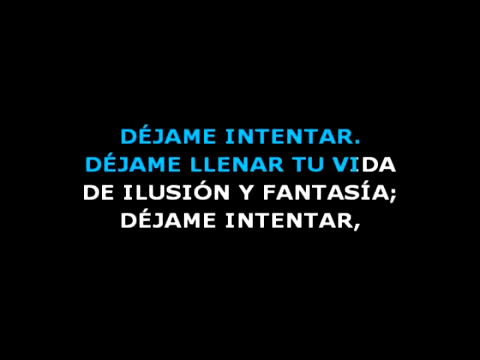 DÉJAME INTENTAR.
DÉJAME LLENAR TU VIDA
DE ILUSIÓN Y FANTASÍA;
DÉJAME INTENTAR,